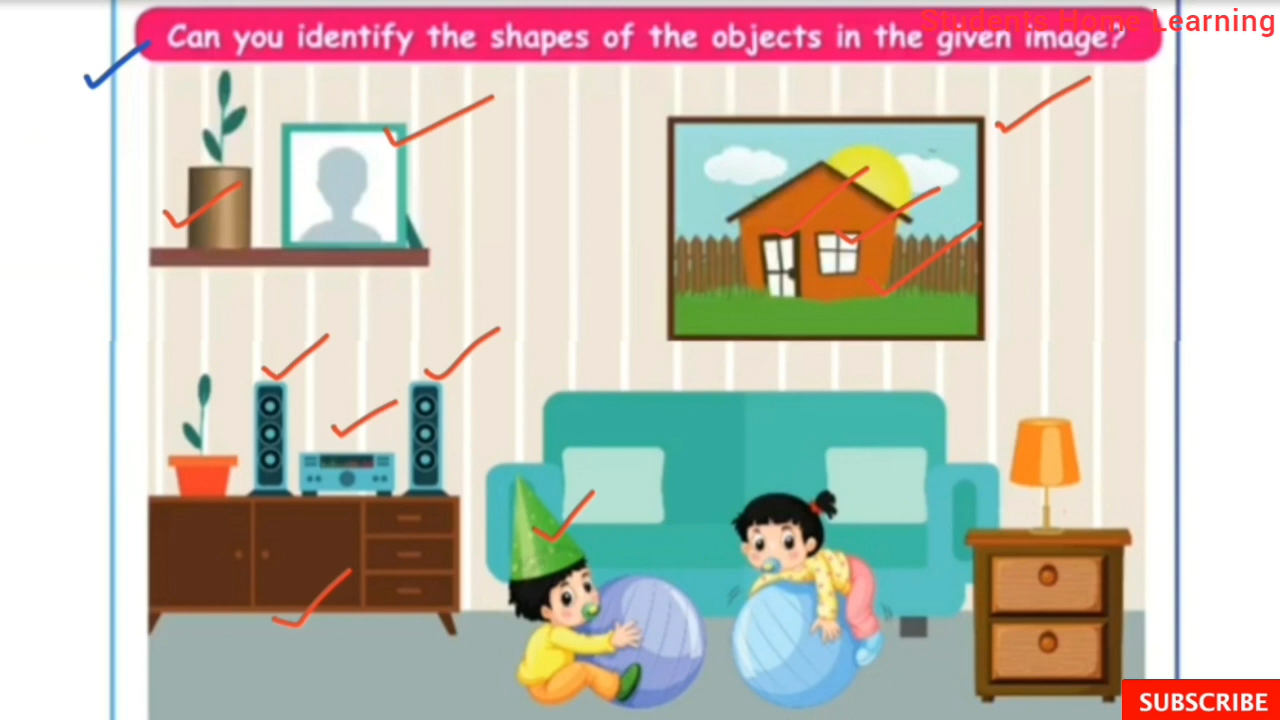 Students Home Learning
Can you identify the shapes of the objects in the given image?
SUBSCRIBE